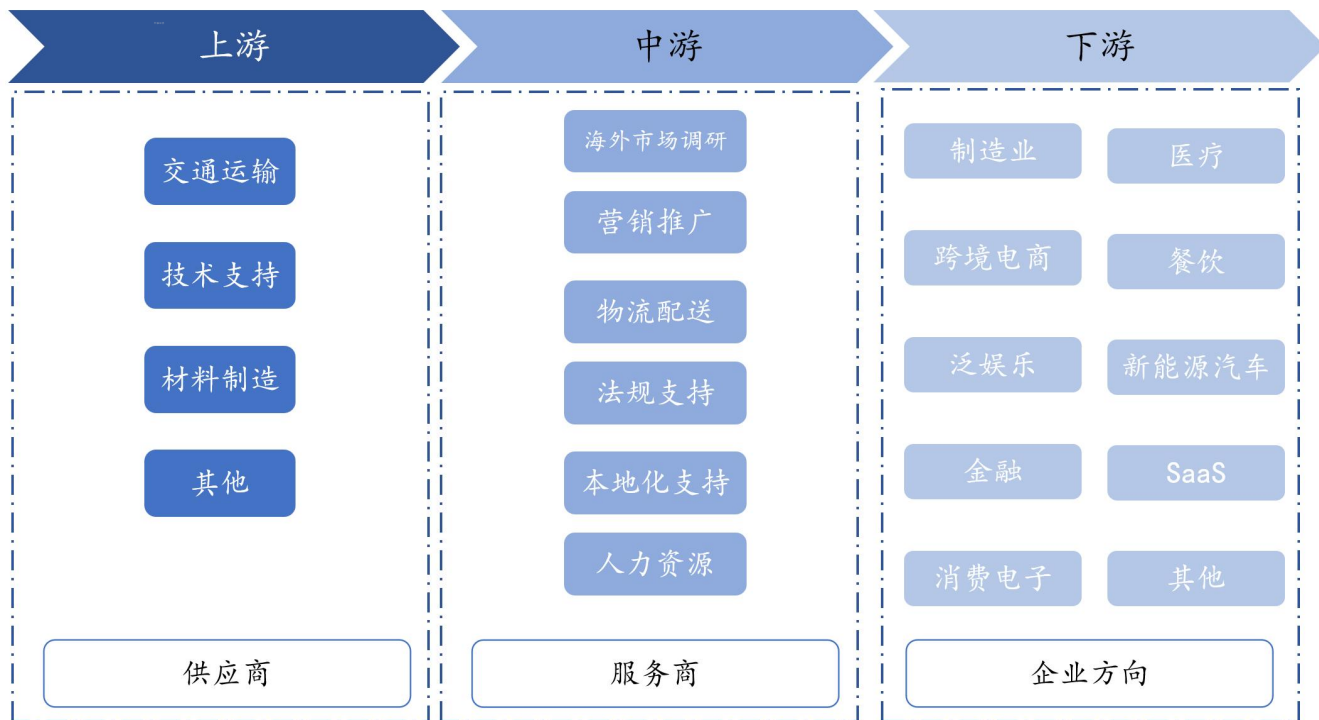 上游
中游
下游
交通运输
技术支持
材料制造
其他
供应商
海外市场调研
营销推广
物流配送
法规支持
本地化支持
人力资源
服务商
制造业
医疗
跨境电商
餐饮
泛娱乐
新能源汽车
金融
SaaS
消费电子
其他
企业方向